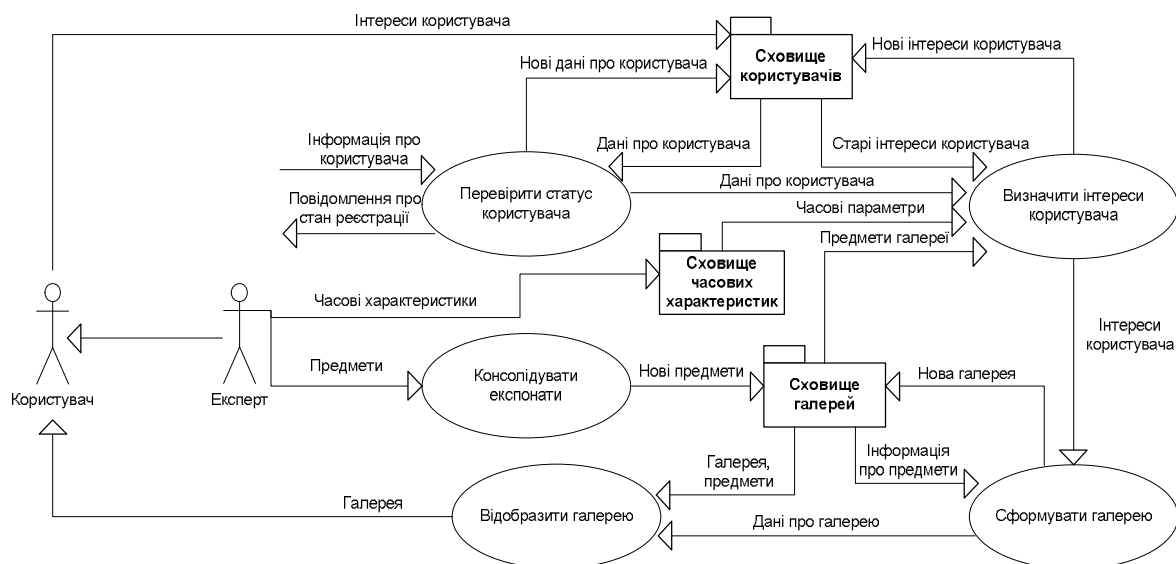 Інтереси користувача
Сховище
користувачів
Нові інтереси користувача
Нові дані про користувача
Інформація про
користувача
Дані про користувача
Старі інтереси користувача
Перевірити статус
користувача
Дані про користувача
Визначити інтереси
користувача
Повідомлення про
стан реєстрації
Часові параметри
Предмети галереї
Сховище
часових
характеристик
Часові характеристики
Інтереси
користувача
Предмети
Консолідувати
експонати
Нові предмети
Сховище
галерей
Нова галерея
Користувач
Експерт
Галерея,
предмети
Інформація
про предмети
Галерея
Відобразити галерею
Дані про галерею
Сформувати галерею